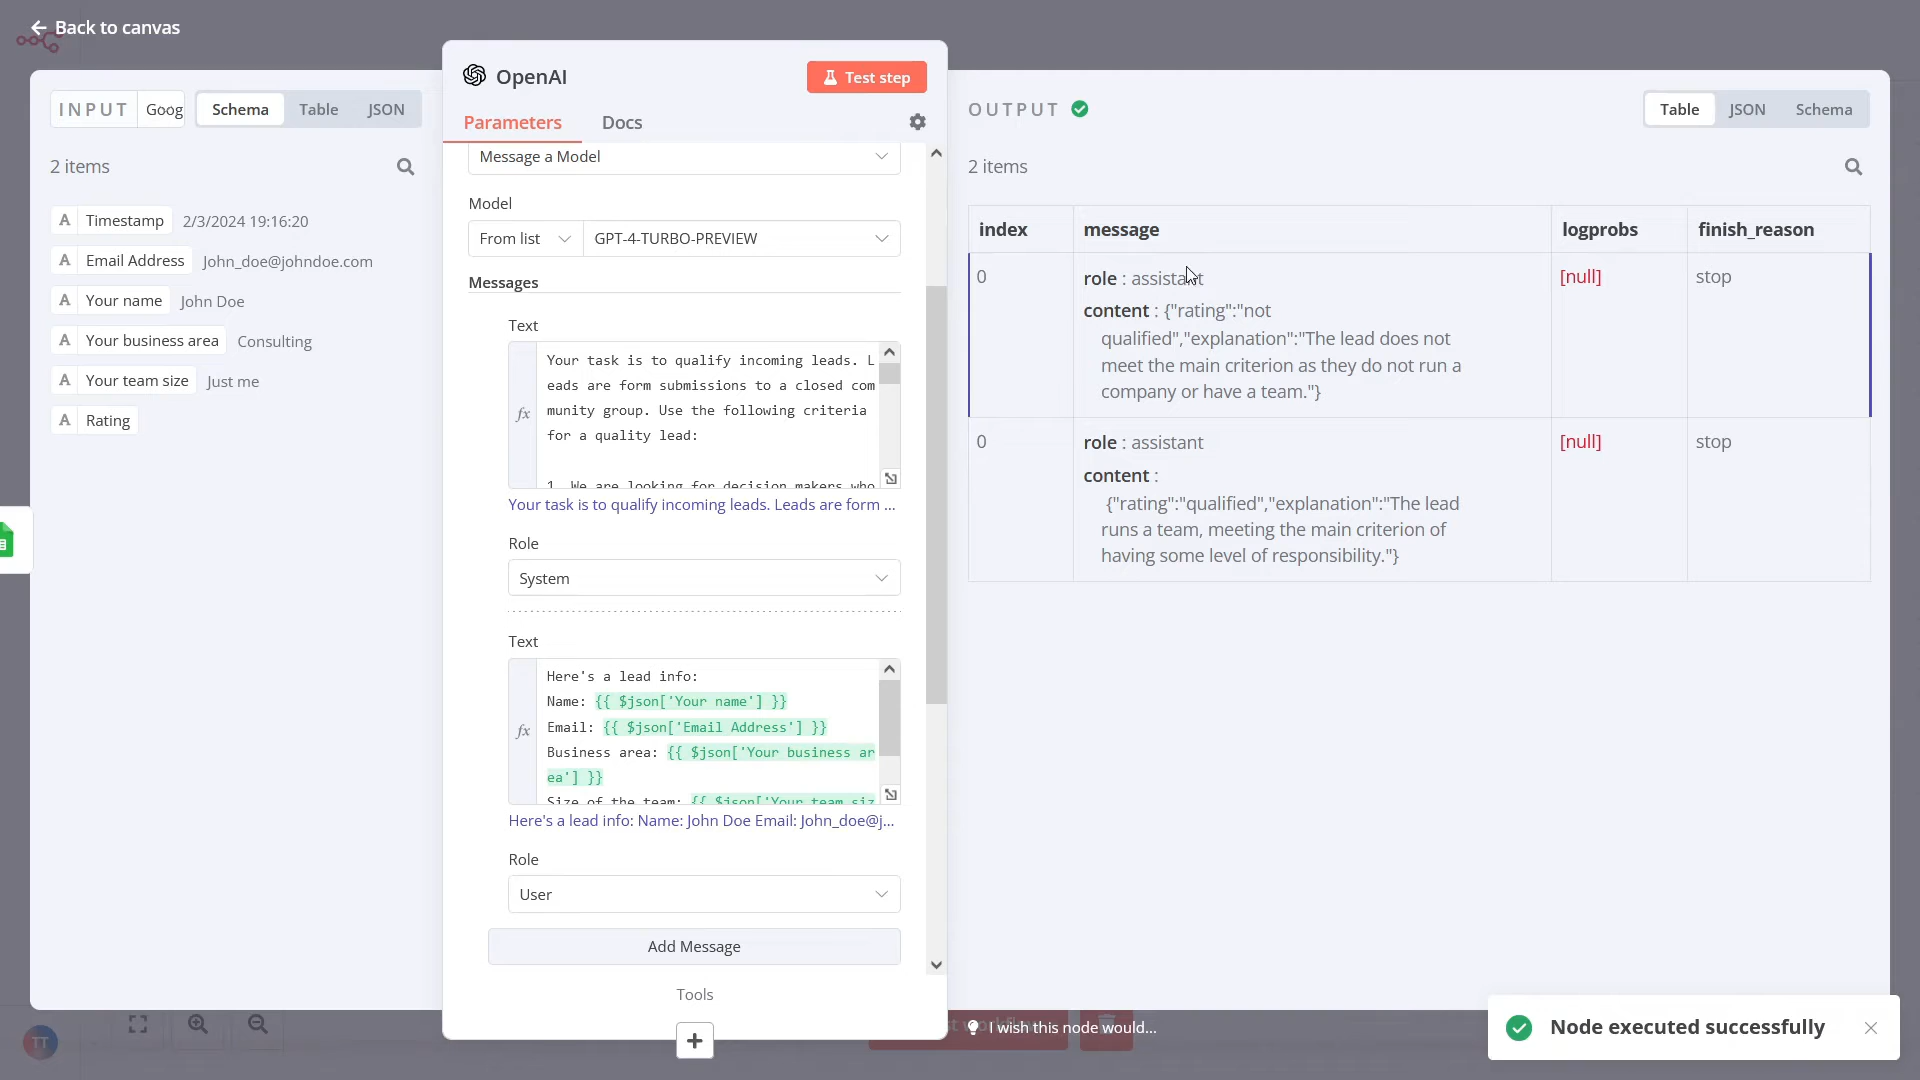 Back to canvas
OpenAI
Test step
INPUT
Goog
Schema
Table
JSON
Parameters
Docs
OUTPUT
Table
JSON
Schema
2 items
A Timestamp 2/3/2024 19:16:20
A Email Address John_doe@johndoe.com
A Your name John Doe
A Your business area Consulting
A Your team size Just me
A Rating
Message a Model
Model
From list
GPT-4-TURBO-PREVIEW
Messages
Text
fx
Your task is to qualify incoming leads. L
eads are form submissions to a closed com
munity group. Use the following criteria
for a quality lead:
1. We are looking for decision makers who
Your task is to qualify incoming leads. Leads are form ...
Role
System
Text
fx
Here's a lead info:
Name: {{ $json['Your name'] }}
Email: {{ $json['Email Address'] }}
Business area: {{ $json['Your business ar
ea'] }}
Size of the team: {{ $json['Your team siz
Here's a lead info: Name: John Doe Email: John_doe@j...
Role
User
Add Message
Tools
2 items
index message logprobs finish_reason
0 role : assistant [null] stop
content : {"rating":"not
qualified","explanation":"The lead does not
meet the main criterion as they do not run a
company or have a team."}
0 role : assistant [null] stop
content :
{"rating":"qualified","explanation":"The lead
runs a team, meeting the main criterion of
having some level of responsibility."}
TT
I wish this node would...
Node executed successfully